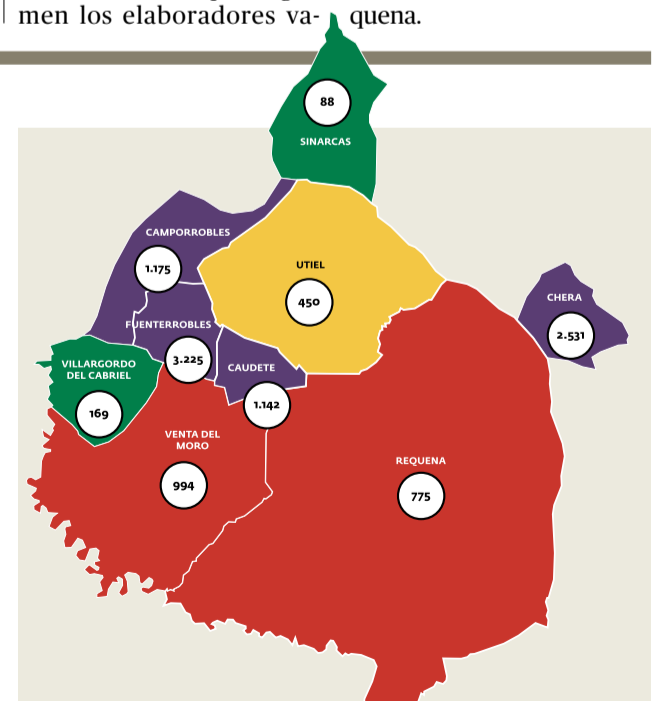 men los elaboradores va-
quena.
88
SINARCAS
CAMPORROBLES
1.175
UTIEL
450
CHERA
2.531
FUENTERROBLES
3.225
CAUDETE
1.142
VILLARGORDO
DEL CABRIEL
169
VENTA DEL
MORO
994
REQUENA
775